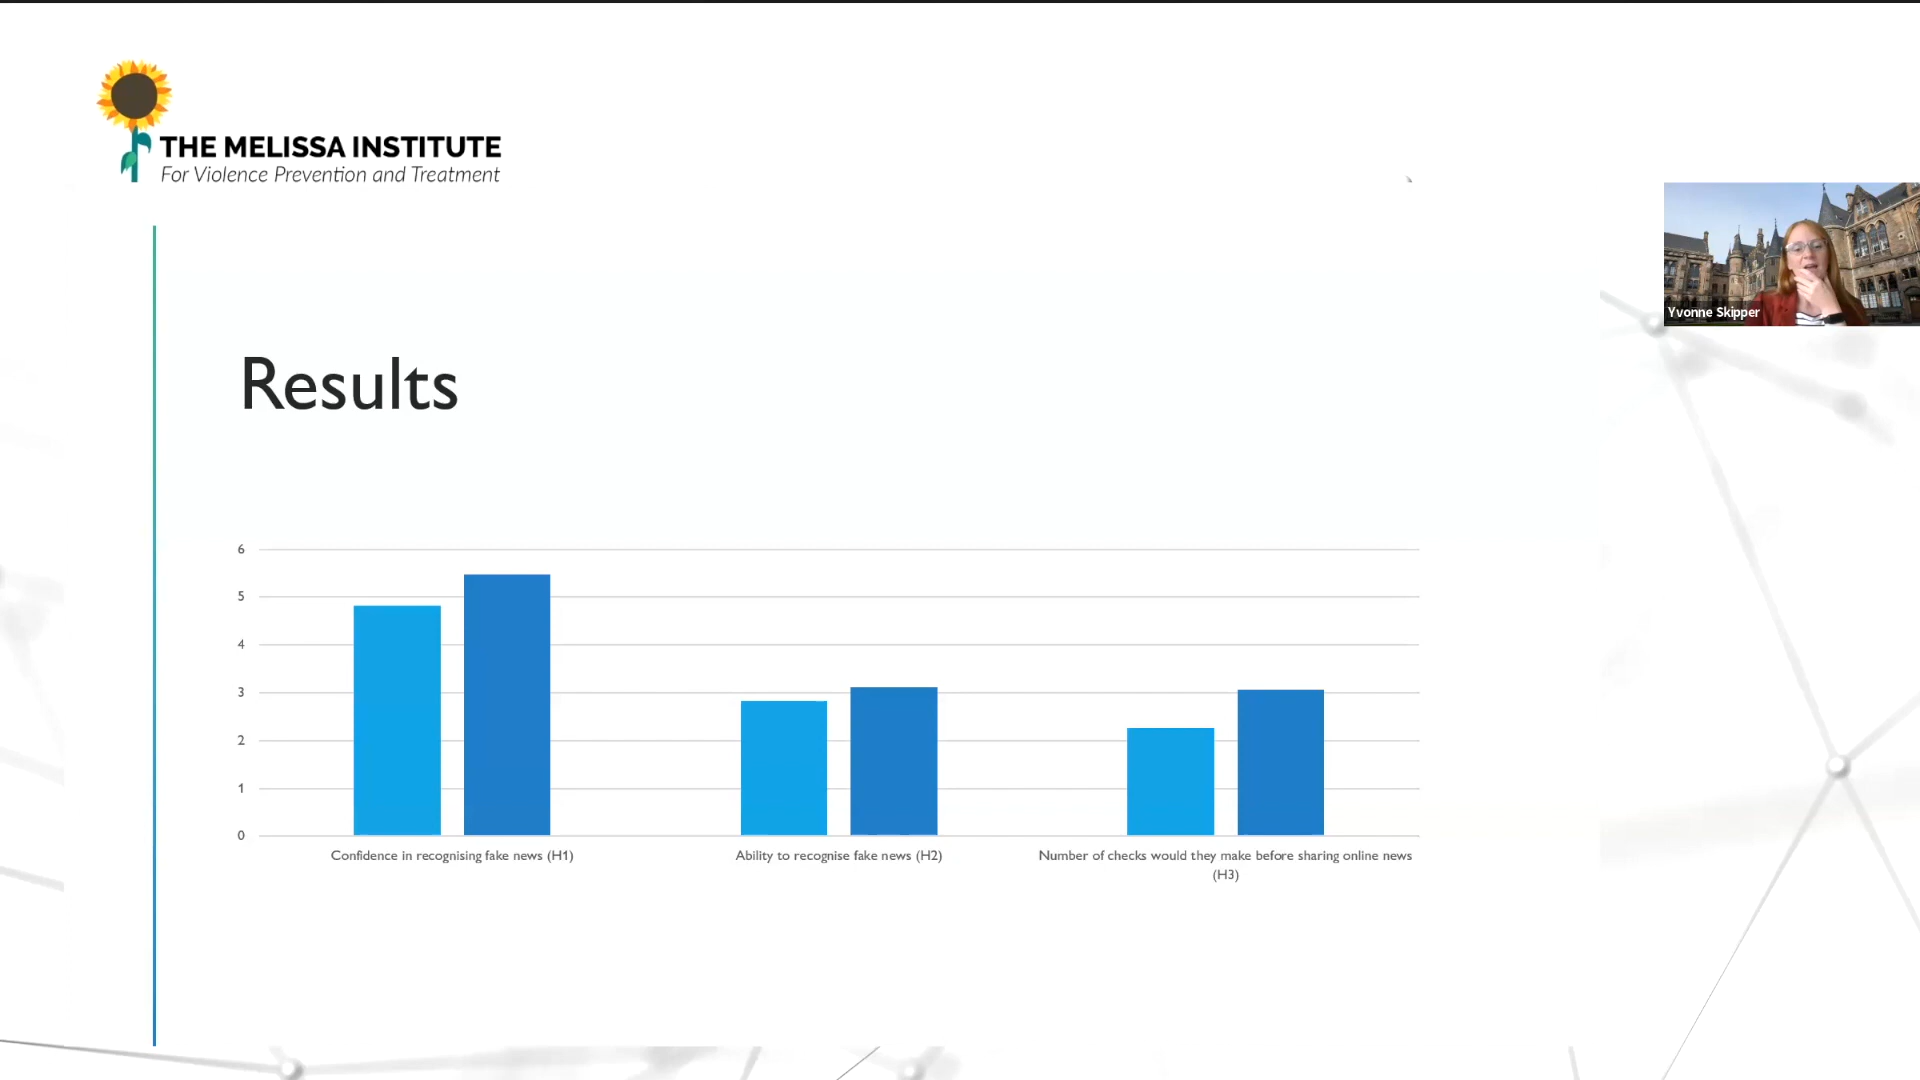 THE MELISSA INSTITUTE
For Violence Prevention and Treatment
Yvonne Skipper
Results
6
5
4
3
2
1
0
Confidence in recognising fake news (H1)
Ability to recognise fake news (H2)
Number of checks would they make before sharing online news
(H3)